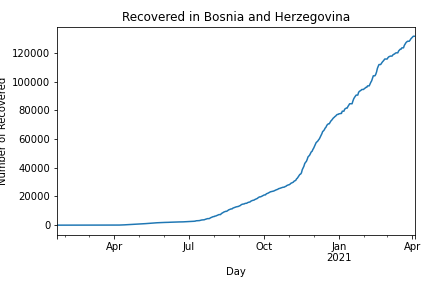 Recovered in Bosnia and Herzegovina
Number of Recovered
120000
100000
80000
60000
40000
20000
0
Apr
Jul
Oct
Jan
2021
Apr
Day